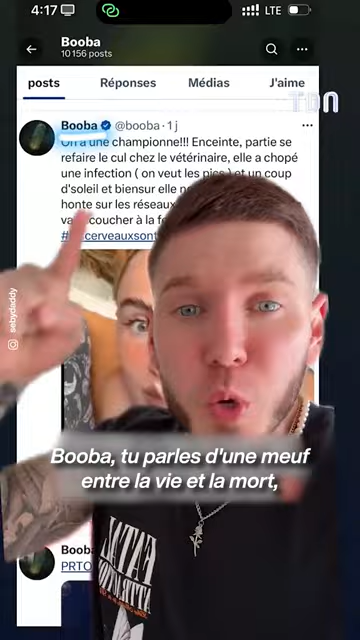 4:17
LTE
Booba
10 156 posts
posts
Réponses
Médias
J'aime
TDN
Booba @booba · 1 j
On a une championne!!! Enceinte, partie se
refaire le cul chez le vétérinaire, elle a chopé
une infection ( on veut les pics ) et un coup
d'soleil et biensur elle
honte sur les réseaux
coucher à la
sebydaddy
Booba, tu parles d'une meuf
entre la vie et la mort,
FATAL
Booba
PRTO